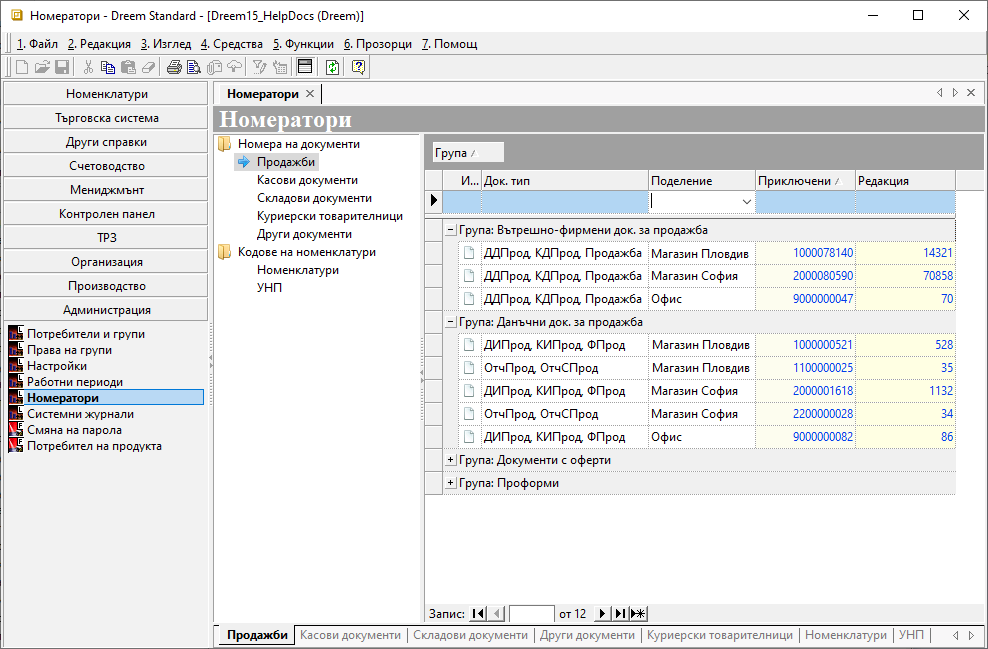 Номератори - Dreem Standard - [Dreem15_HelpDocs (Dreem)]
1. Файл 2. Редакция 3. Изглед 4. Средства 5. Функции 6. Прозорци 7. Помощ
Номенклатури
Търговска система
Други справки
Счетоводство
Мениджмънт
Контролен панел
ТРЗ
Организация
Производство
Администрация
Потребители и групи
Права на групи
Настройки
Работни периоди
Номератори
Системни журнали
Смяна на парола
Потребител на продукта
Номератори
Номератори
Номера на документи
Продажби
Касови документи
Складови документи
Куриерски товарителници
Други документи
Кодове на номенклатури
Номенклатури
УНП
Група
И... Док. тип Поделение Приключени Редакция
Група: Вътрешно-фирмени док. за продажба
ДДПрод, КДПрод, Продажба Магазин Пловдив 1000078140 14321
ДДПрод, КДПрод, Продажба Магазин София 2000080590 70858
ДДПрод, КДПрод, Продажба Офис 9000000047 70
Група: Данъчни док. за продажба
ДИПрод, КИПрод, ФПрод Магазин Пловдив 1000000521 528
ОтчПрод, ОтчСПрод Магазин Пловдив 1100000025 35
ДИПрод, КИПрод, ФПрод Магазин София 2000001618 1132
ОтчПрод, ОтчСПрод Магазин София 2200000028 34
ДИПрод, КИПрод, ФПрод Офис 9000000082 86
Група: Документи с оферти
Група: Проформи
Запис: от 12
Продажби Касови документи Складови документи Други документи Куриерски товарителници Номенклатури УНП